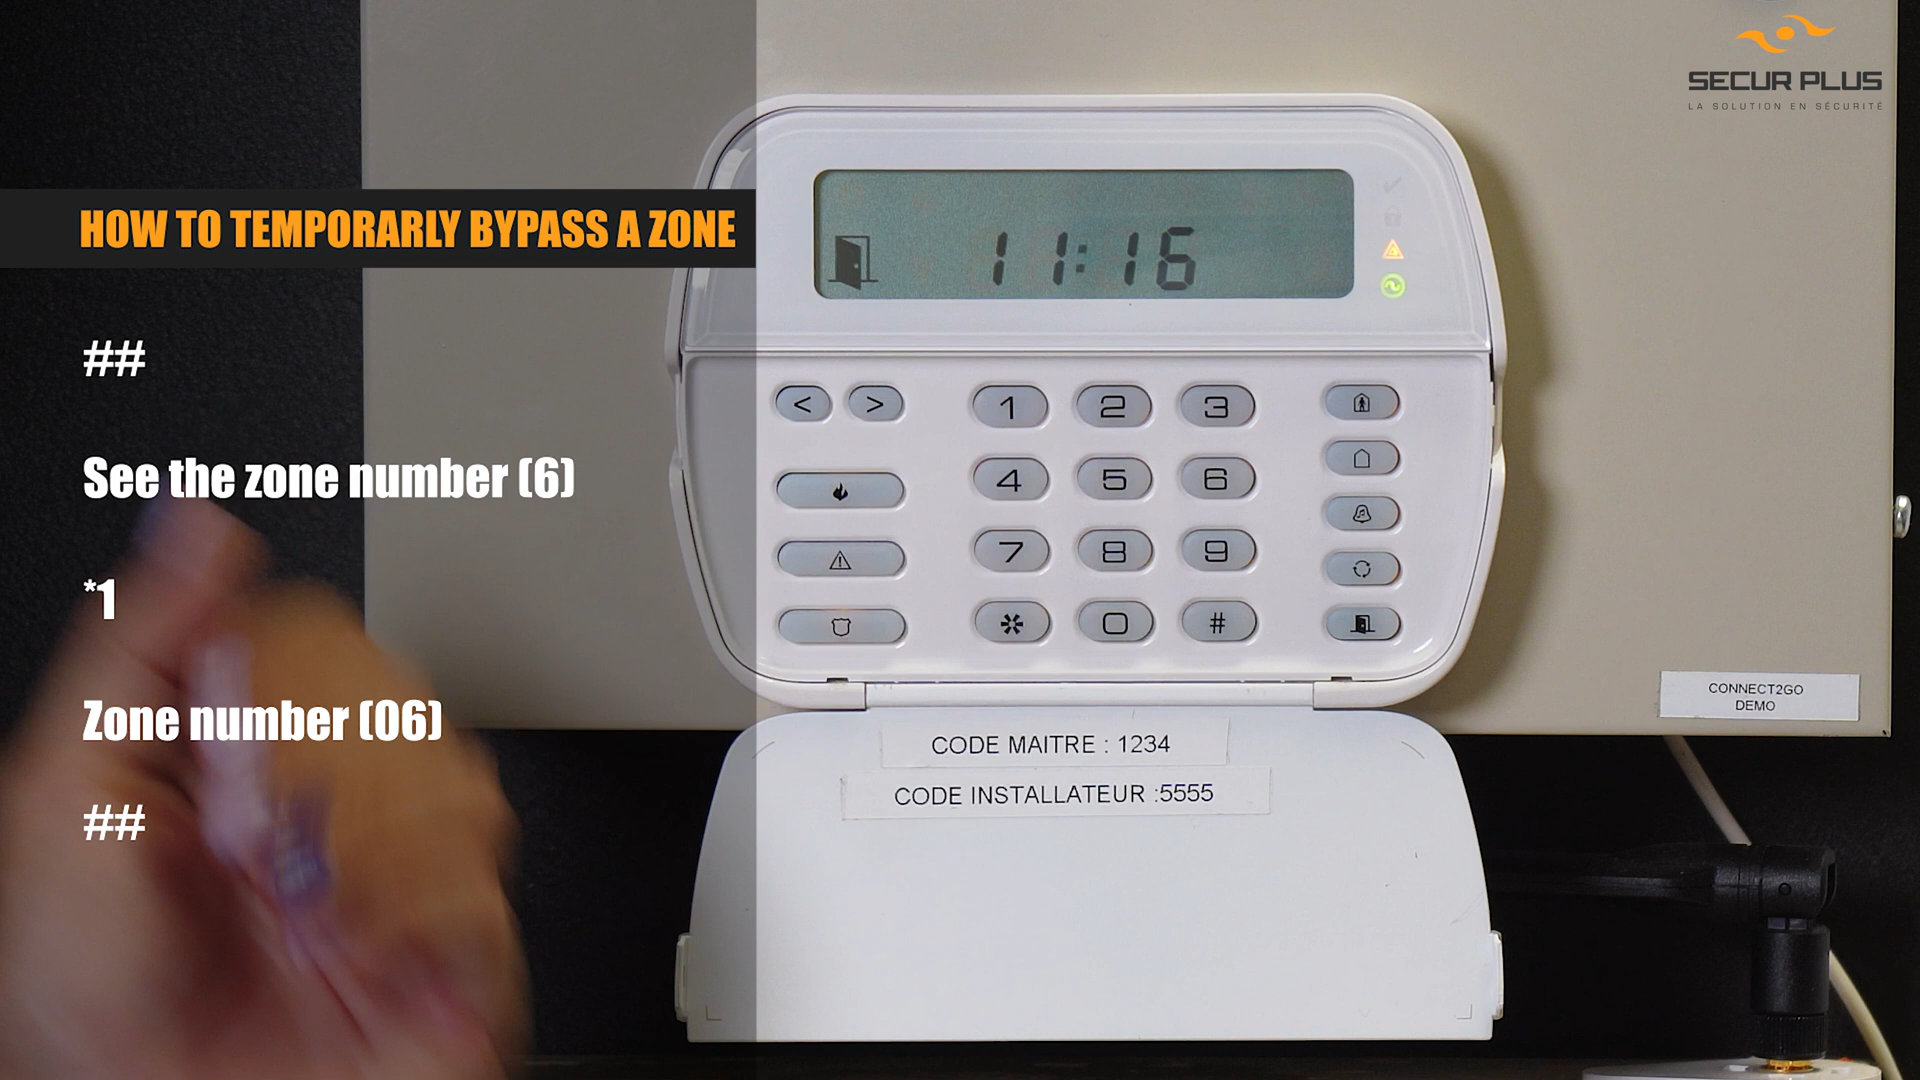 SECUR PLUS
LA SOLUTION EN SÉCURITÉ
HOW TO TEMPORARLY BYPASS A ZONE
##
See the zone number (6)
*1
Zone number (06)
##
11:16
< > 1 2 3
4 5 6
7 8 9
* 0 #
CONNECT2GO
DEMO
CODE MAITRE : 1234
CODE INSTALLATEUR :5555